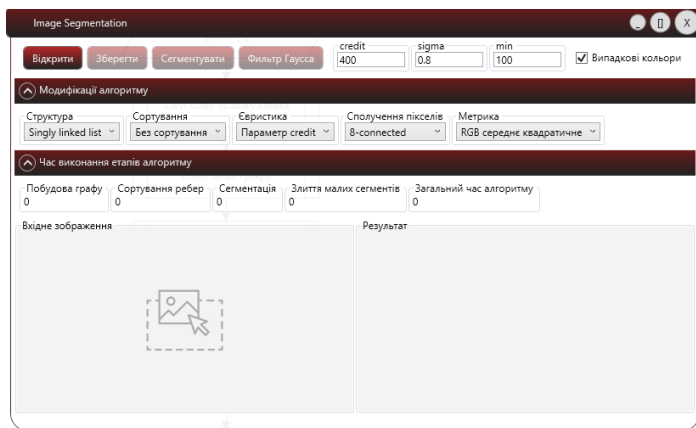 Image Segmentation
_ [] X
Відкрити Зберегти Сегментувати Фильтр Гаусса credit 400 sigma 0.8 min 100 Випадкові кольори
Модифікації алгоритму
Структура Сортування Євристика Сполучення пікселів Метрика
Singly linked list Без сортування Параметр credit 8-connected RGB середнє квадратичне
Час виконання етапів алгоритму
Побудова графу Сортування ребер Сегментація Злиття малих сегментів Загальний час алгоритму
0 0 0 0 0
Вхідне зображення Результат